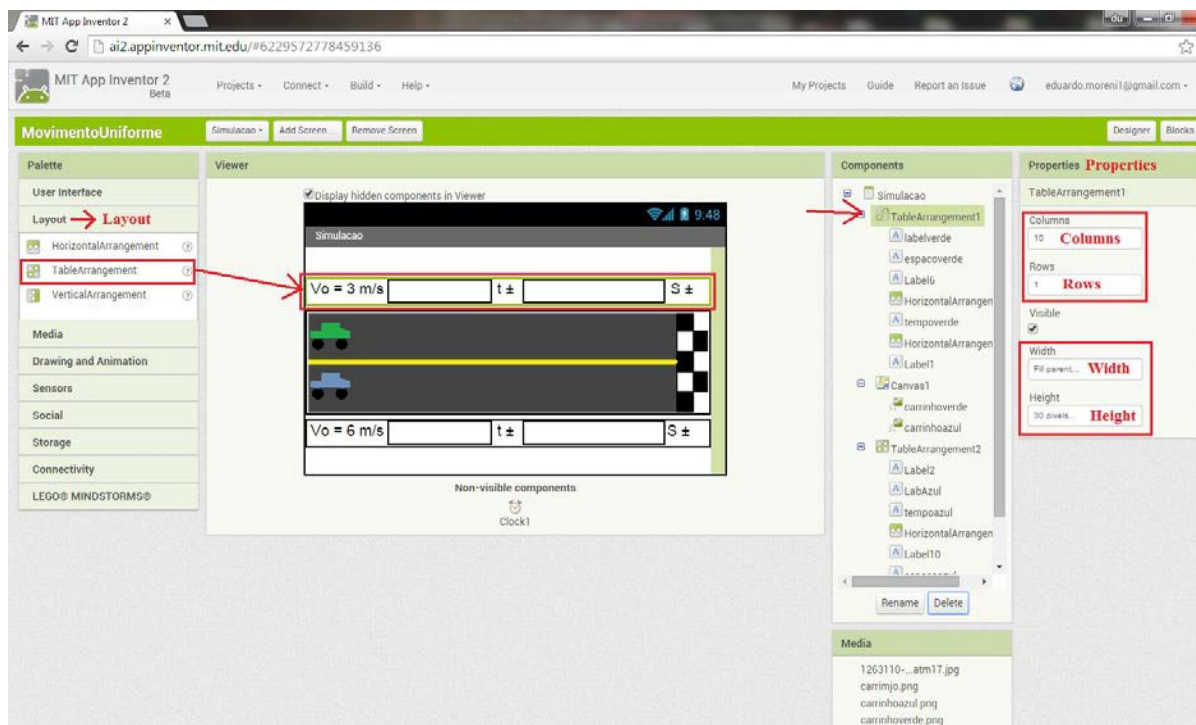 MIT App Inventor 2
du
ai2.appinventor.mit.edu/#6229572778459136
MIT App Inventor 2
Beta
Projects
Connect
Build
Help
My Projects
Guide
Report an Issue
eduardo.moreni1@gmail.com
MovimentoUniforme
Simulacao
Add Screen ...
Remove Screen
Designer
Blocks
Palette
User Interface
Layout Layout
HorizontalArrangement
TableArrangement
VerticalArrangement
Media
Drawing and Animation
Sensors
Social
Storage
Connectivity
LEGO® MINDSTORMS®
Viewer
Display hidden components in Viewer
9:48
Simulacao
Vo = 3 m/s t ± S ±
Vo = 6 m/s t ± S ±
Non-visible components
Clock1
Components
Simulacao
TableArrangement1
labelverde
espacoverde
Label6
HorizontalArrangen
tempoverde
HorizontalArrangen
Label1
Canvas1
carrinhoverde
carrinhoazul
TableArrangement2
Label2
LabAzul
tempoazul
HorizontalArrangen
Label10
Rename
Delete
Media
1263110-...atm17.jpg
carrimjo.png
carrinhoazul.png
carrinhoverde.png
Properties Properties
TableArrangement1
Columns
10 Columns
Rows
1 Rows
Visible
Width
Fill parent... Width
Height
30 pixels... Height